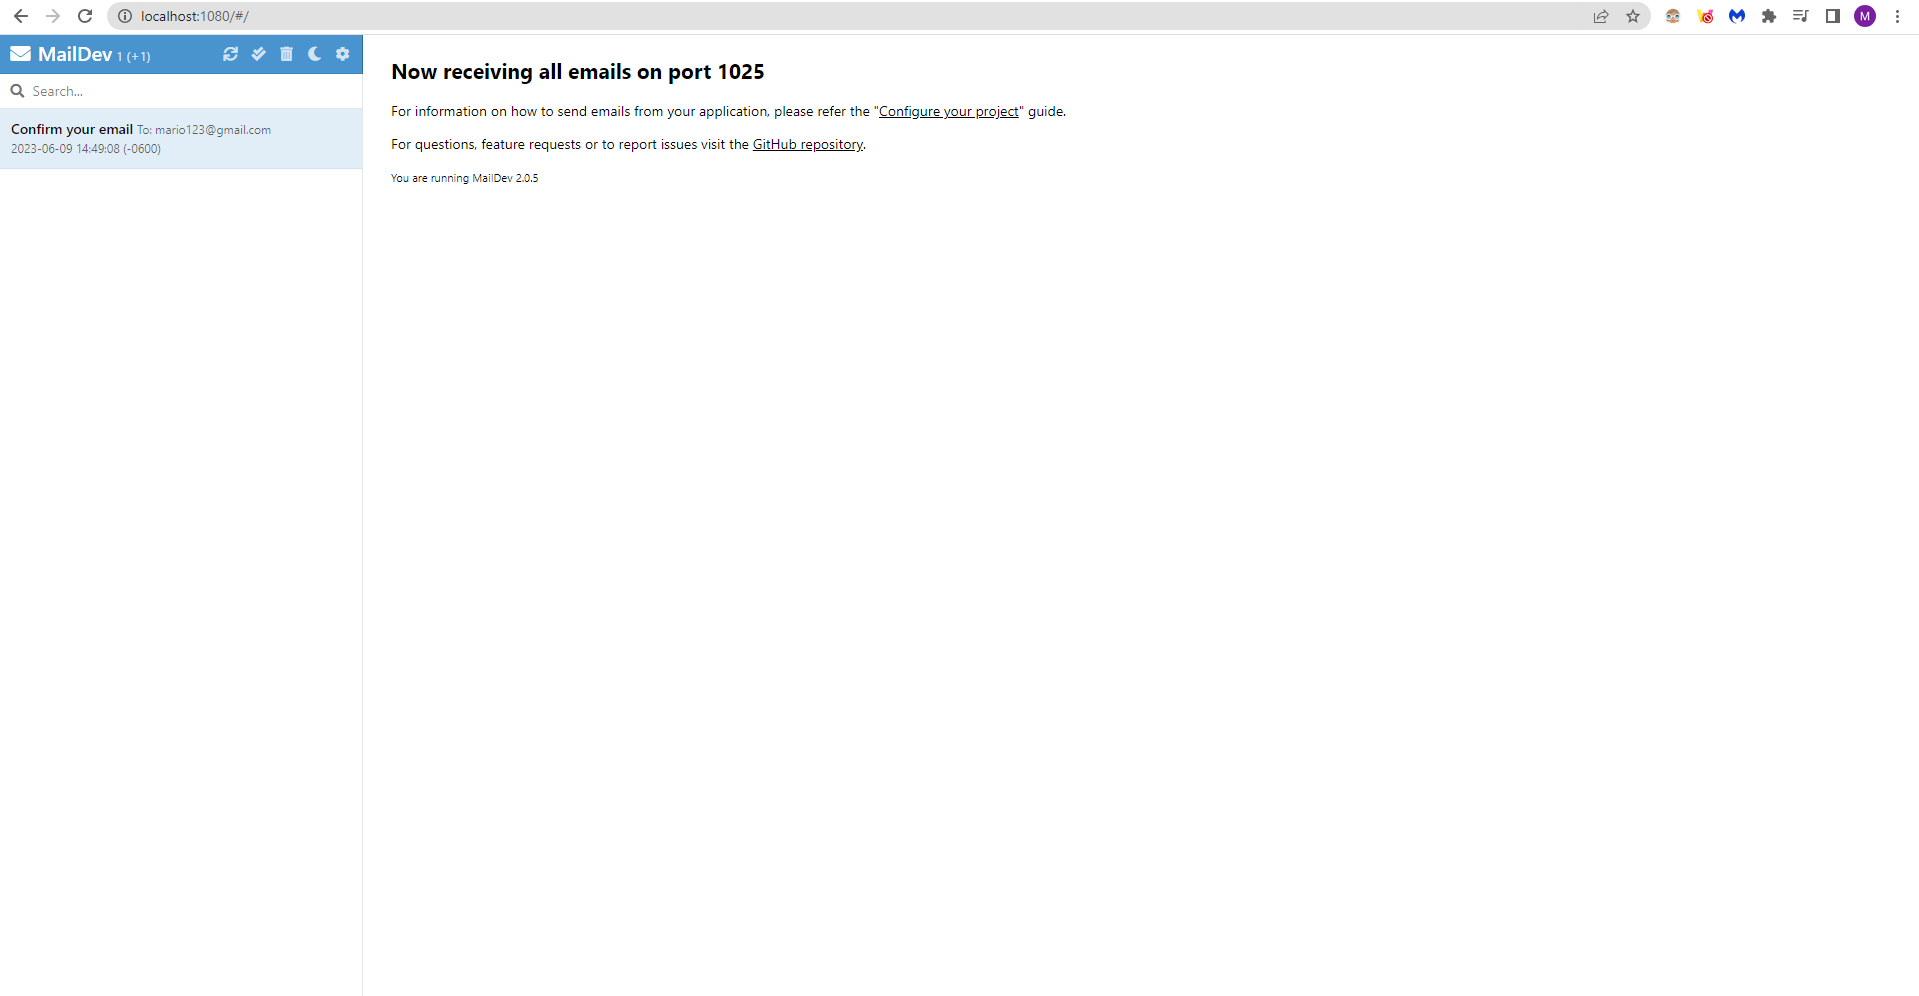 localhost:1080/#/
M
MailDev 1 (+1)
Search...
Confirm your email To: mario123@gmail.com
2023-06-09 14:49:08 (-0600)
Now receiving all emails on port 1025
For information on how to send emails from your application, please refer the "Configure your project" guide.
For questions, feature requests or to report issues visit the GitHub repository.
You are running MailDev 2.0.5